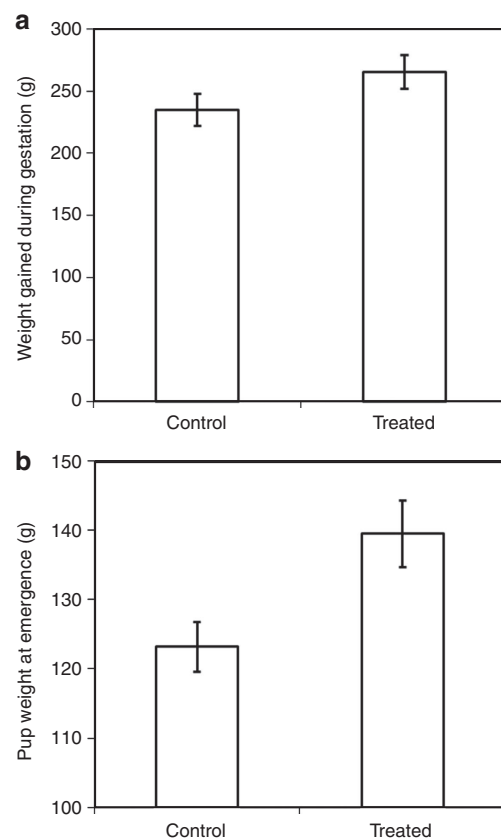 a
Weight gained during gestation (g)
300
250
200
150
100
50
0
Control Treated
b
Pup weight at emergence (g)
150
140
130
120
110
100
Control Treated